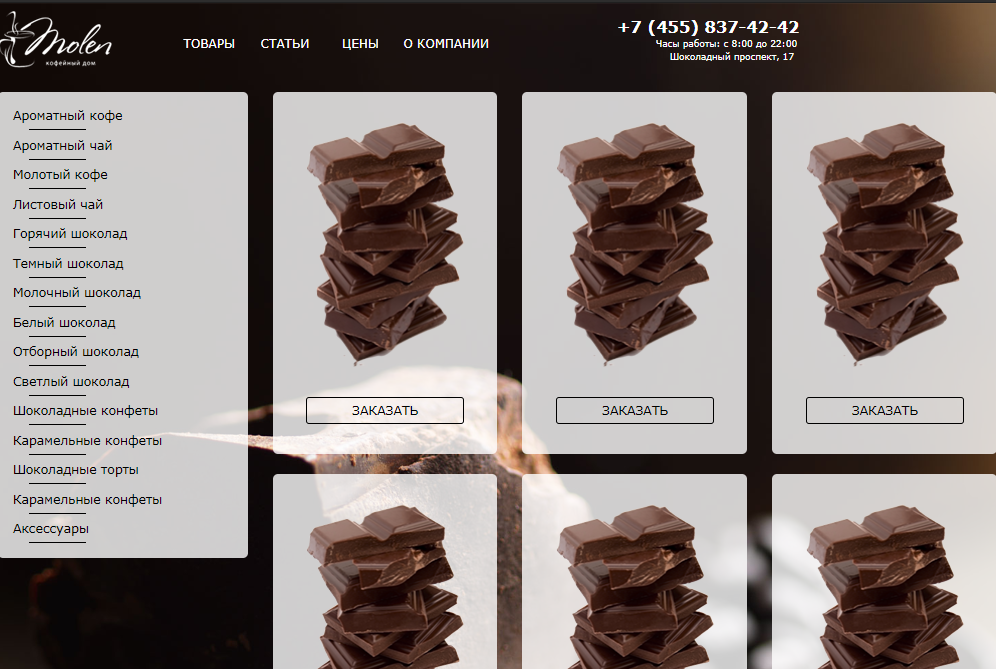 Molen
кофейный дом
ТОВАРЫ СТАТЬИ ЦЕНЫ О КОМПАНИИ
+7 (455) 837-42-42
Часы работы: с 8:00 до 22:00
Шоколадный проспект, 17
Ароматный кофе
Ароматный чай
Молотый кофе
Листовый чай
Горячий шоколад
Темный шоколад
Молочный шоколад
Белый шоколад
Отборный шоколад
Светлый шоколад
Шоколадные конфеты
Карамельные конфеты
Шоколадные торты
Карамельные конфеты
Аксессуары
ЗАКАЗАТЬ ЗАКАЗАТЬ ЗАКАЗАТЬ